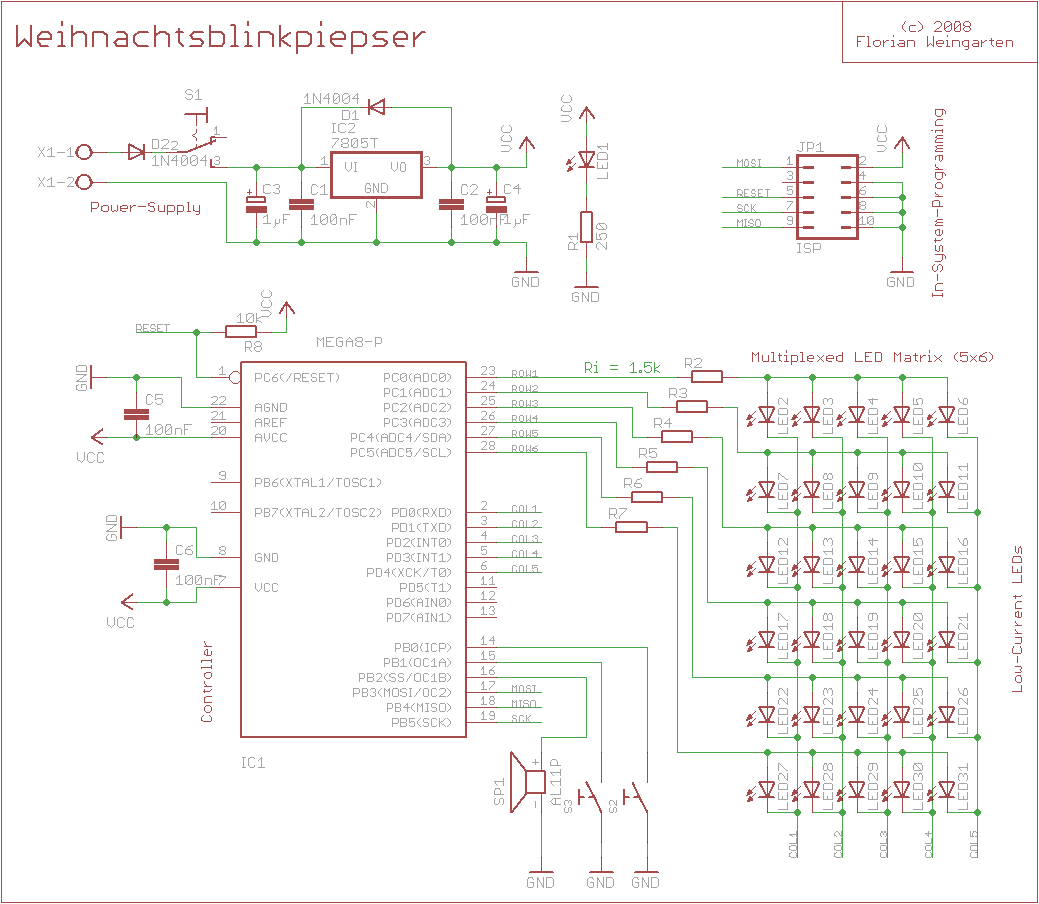 Weihnachtsblinkpiepser
(c) 2008
Florian Weingarten
S1
1
3
X1-1
X1-2
D2
1N4004
Power-Supply
1N4004
D1
IC2
7805T
VI
VO
GND
1
3
2
+
C3
1µF
C1
100nF
C2
100nF
+
C4
1µF
VCC
GND
VCC
LED1
R1
250
GND
JP1
MOSI
RESET
SCK
MISO
1
3
5
7
9
2
4
6
8
10
ISP
VCC
GND
In-System-Programming
RESET
10k
R8
VCC
MEGA8-P
GND
C5
100nF
VCC
GND
C6
100nF
VCC
Controller
IC1
1 PC6(/RESET)
22 AGND
21 AREF
20 AVCC
9 PB6(XTAL1/TOSC1)
10 PB7(XTAL2/TOSC2)
8 GND
7 VCC
PC0(ADC0) 23 ROW1
PC1(ADC1) 24 ROW2
PC2(ADC2) 25 ROW3
PC3(ADC3) 26 ROW4
PC4(ADC4/SDA) 27 ROW5
PC5(ADC5/SCL) 28 ROW6
PD0(RXD) 2 COL1
PD1(TXD) 3 COL2
PD2(INT0) 4 COL3
PD3(INT1) 5 COL4
PD4(XCK/T0) 6 COL5
PD5(T1) 11
PD6(AIN0) 12
PD7(AIN1) 13
PB0(ICP) 14
PB1(OC1A) 15
PB2(SS/OC1B) 16
PB3(MOSI/OC2) 17 MOSI
PB4(MISO) 18 MISO
PB5(SCK) 19 SCK
Ri = 1.5k
R2
R3
R4
R5
R6
R7
Multiplexed LED Matrix (5x6)
LED2 LED3 LED4 LED5 LED6
LED7 LED8 LED9 LED10 LED11
LED12 LED13 LED14 LED15 LED16
LED17 LED18 LED19 LED20 LED21
LED22 LED23 LED24 LED25 LED26
LED27 LED28 LED29 LED30 LED31
COL1 COL2 COL3 COL4 COL5
Low-Current LEDs
SP1
+
-
AL11P
S3
S2
GND
GND
GND